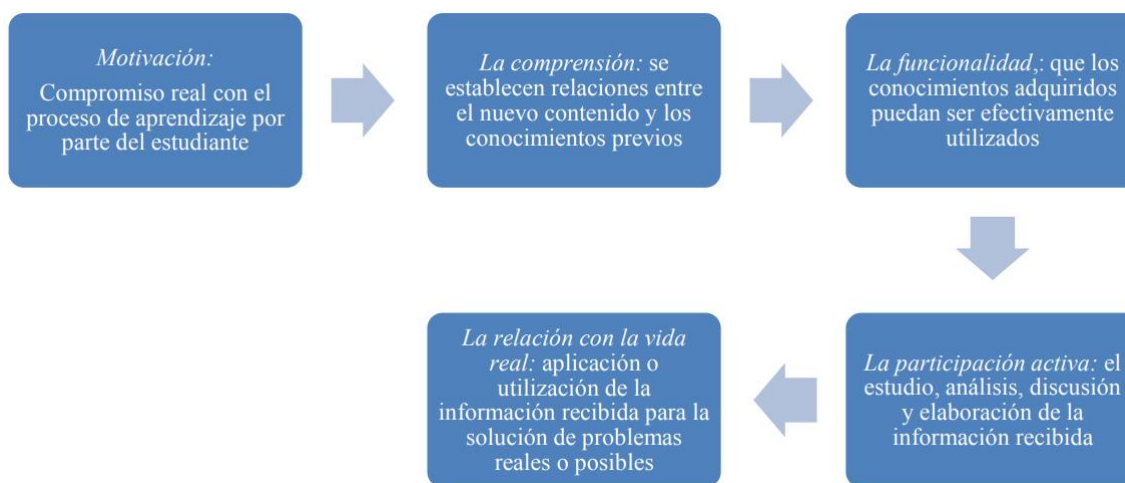 Motivación:
Compromiso real con el
proceso de aprendizaje por
parte del estudiante
La comprensión: se
establecen relaciones entre
el nuevo contenido y los
conocimientos previos
La funcionalidad,: que los
conocimientos adquiridos
puedan ser efectivamente
utilizados
La participación activa: el
estudio, análisis, discusión
y elaboración de la
información recibida
La relación con la vida
real: aplicación o
utilización de la
información recibida para la
solución de problemas
reales o posibles